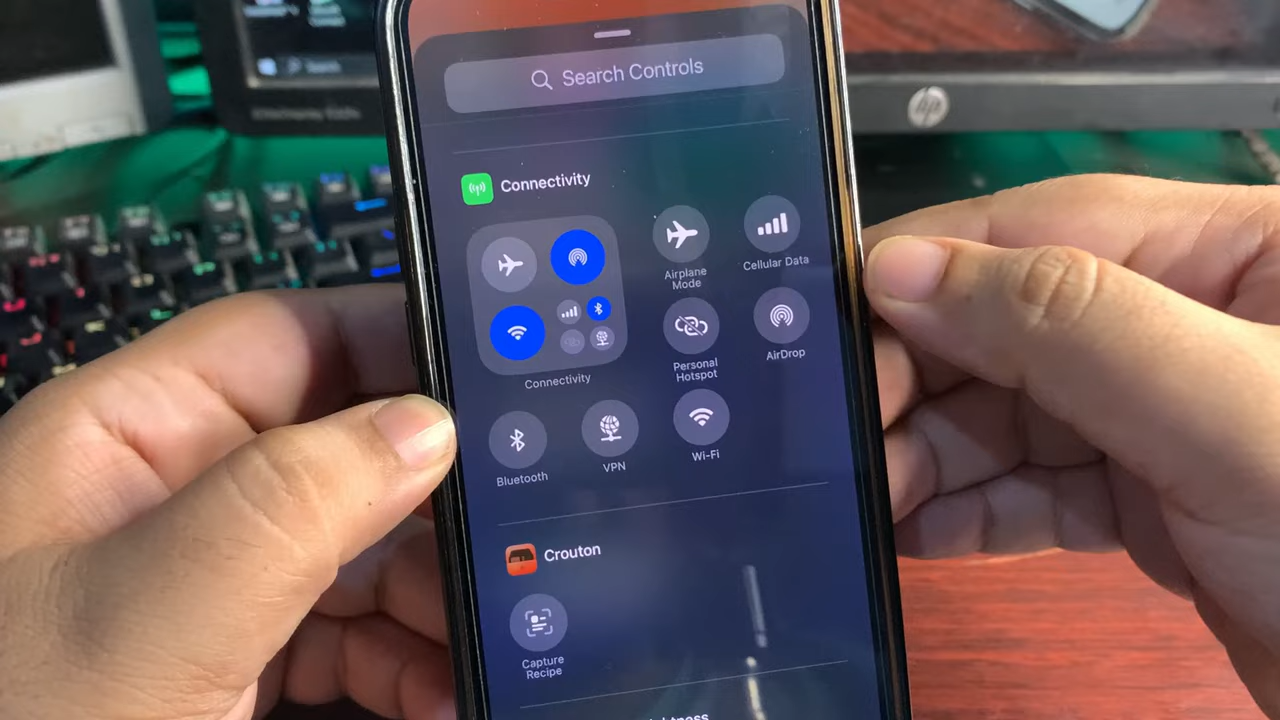 Search
hp
Search Controls
Connectivity
Airplane
Mode
Cellular Data
Personal
Hotspot
AirDrop
Connectivity
Bluetooth
VPN
Wi-Fi
Crouton
Capture
Recipe